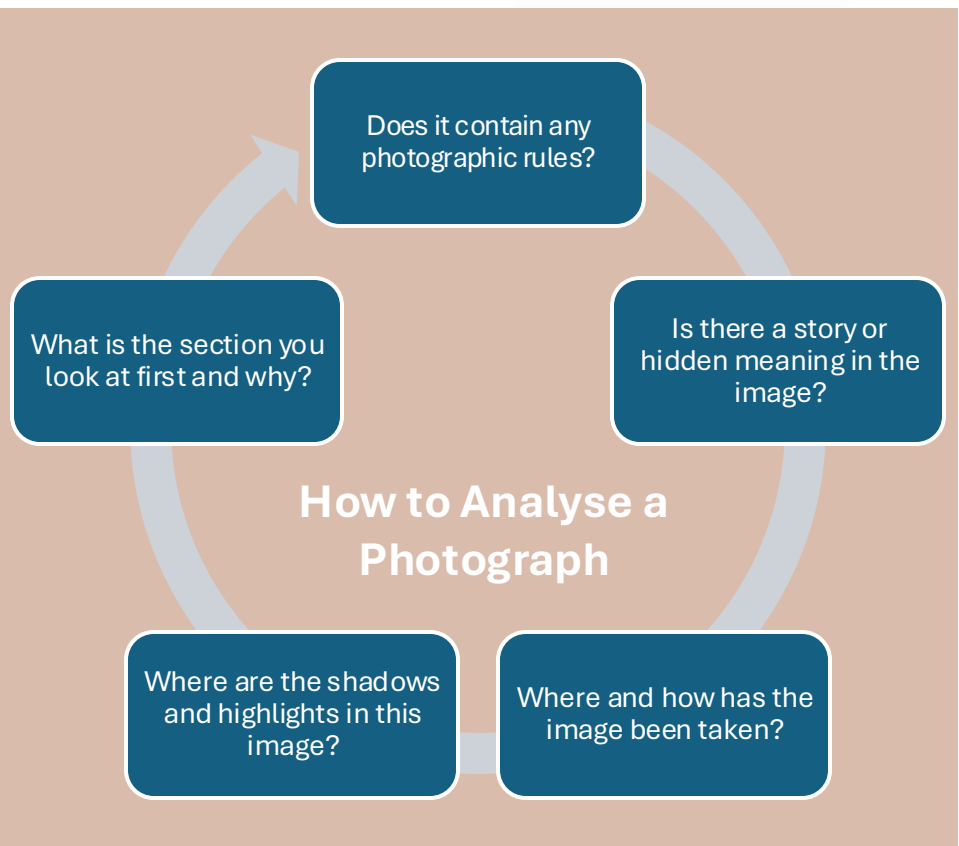 Does it contain any
photographic rules?
Is there a story or
hidden meaning in the
image?
Where and how has the
image been taken?
Where are the shadows
and highlights in this
image?
What is the section you
look at first and why?
How to Analyse a
Photograph